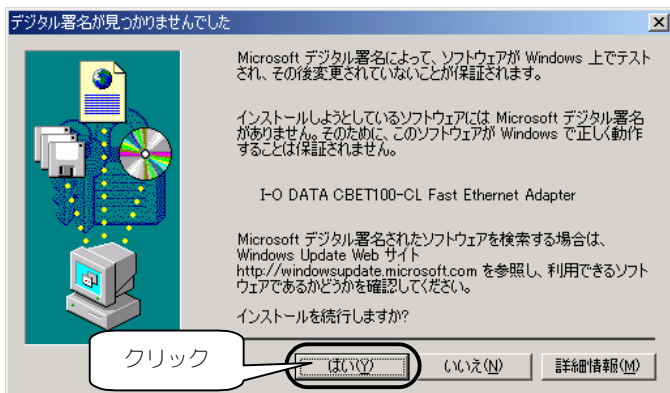 デジタル署名が見つかりませんでした
Microsoft デジタル署名によって、ソフトウェアが Windows 上でテスト
され、その後変更されていないことが保証されます。
インストールしようとしているソフトウェアには Microsoft デジタル署名
がありません。そのために、このソフトウェアが Windows で正しく動作
することは保証されません。
I-O DATA CBET100-CL Fast Ethernet Adapter
Microsoft デジタル署名されたソフトウェアを検索する場合は、
Windows Update Web サイト
http://windowsupdate.microsoft.com を参照し、利用できるソフト
ウェアであるかどうかを確認してください。
インストールを続行しますか?
クリック
はい(Y) いいえ(N) 詳細情報(M)